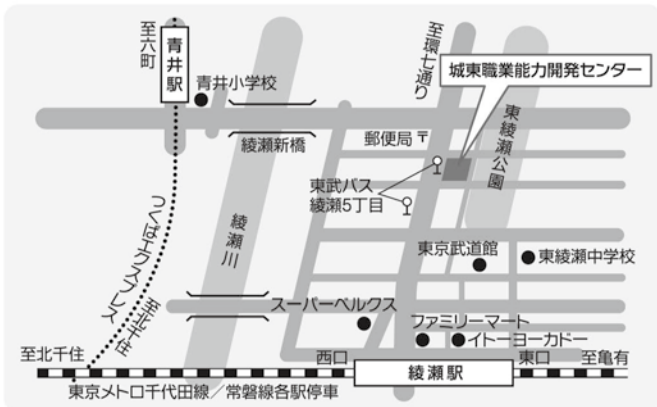 至六町
青井駅
青井小学校
至環七通り
城東職業能力開発センター
綾瀬新橋
郵便局〒
東綾瀬公園
東武バス
綾瀬5丁目
綾瀬川
つくばエクスプレス
至北千住
東京武道館
東綾瀬中学校
スーパーベルクス
ファミリーマート
イトーヨーカドー
至北千住
西口
綾瀬駅
東口
至亀有
東京メトロ千代田線／常磐線各駅停車